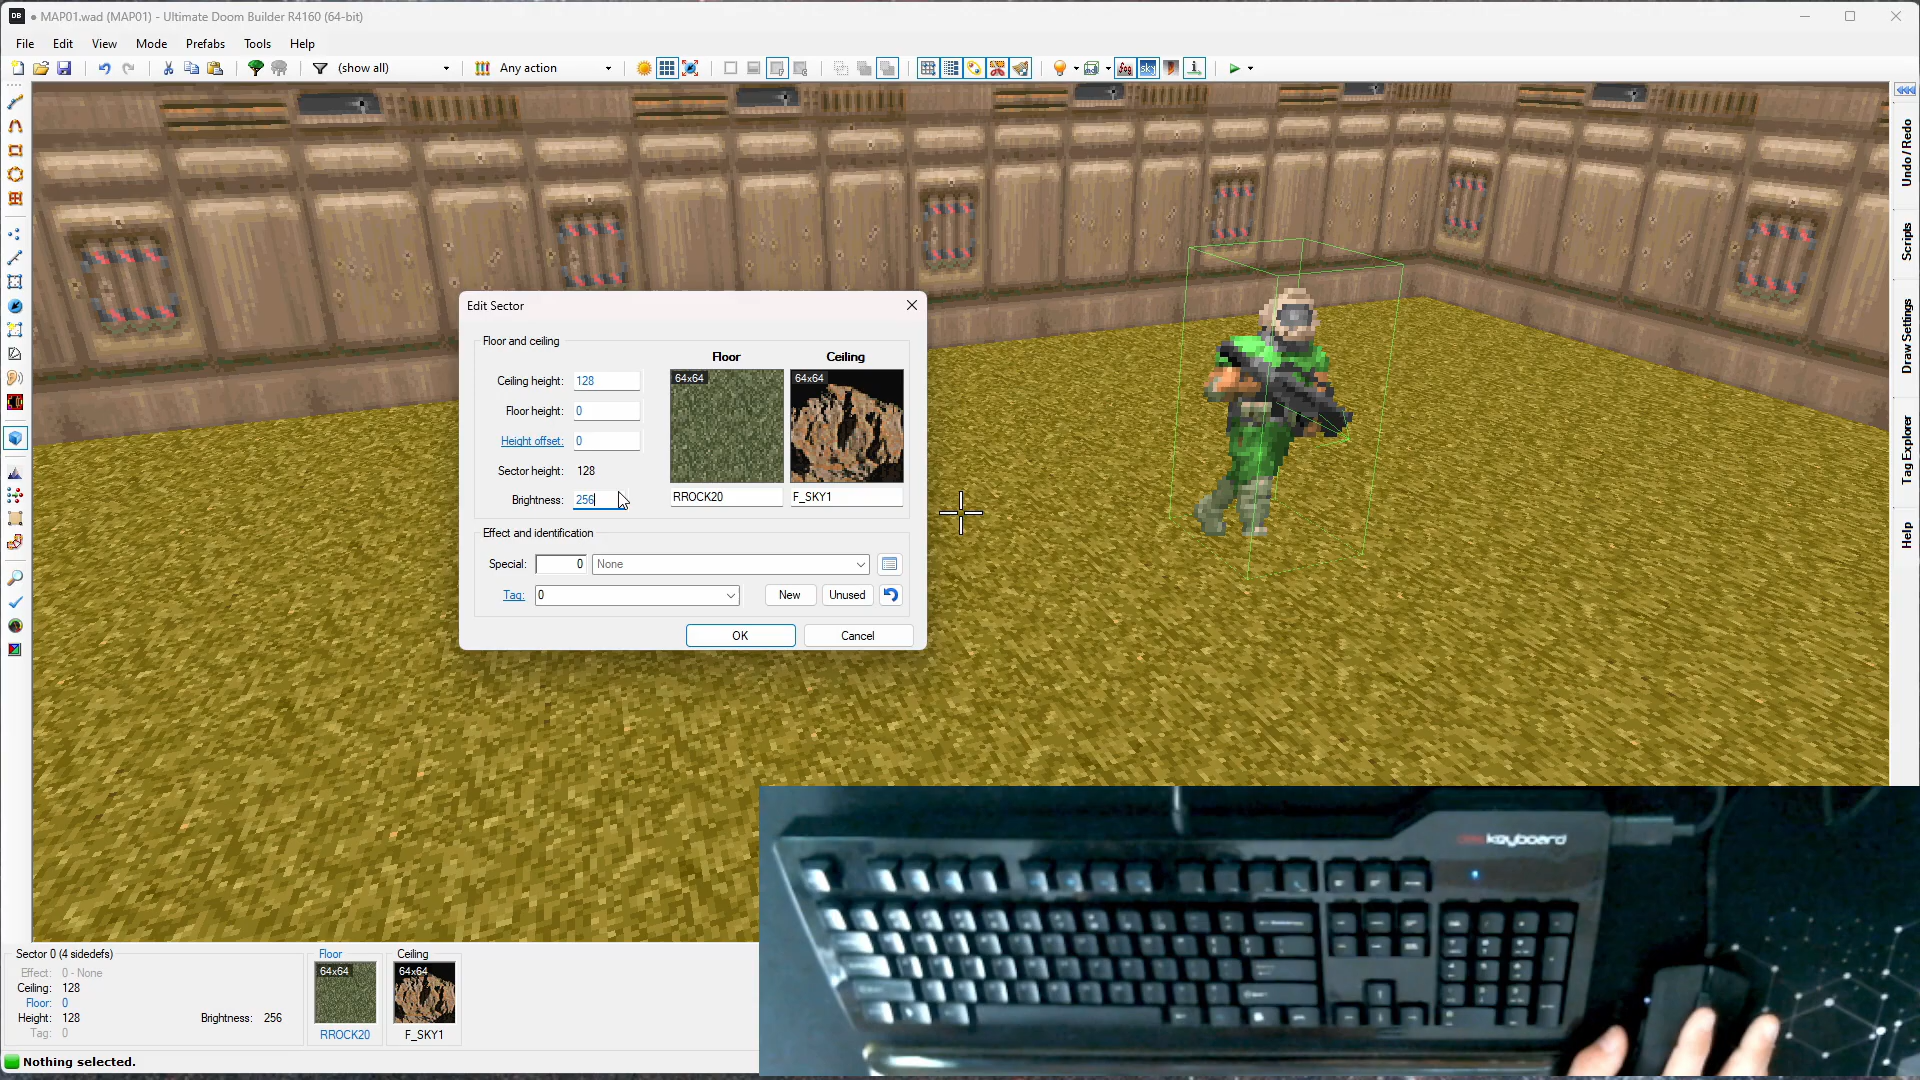 MAP01.wad (MAP01) - Ultimate Doom Builder R4160 (64-bit)
File Edit View Mode Prefabs Tools Help
(show all) Any action
Undo / Redo
Scripts
Draw Settings
Tag Explorer
Help
Edit Sector
Floor and ceiling
Floor Ceiling
Ceiling height: 128
Floor height: 0
Height offset: 0
Sector height: 128
Brightness: 256
64x64 64x64
RROCK20 F_SKY1
Effect and identification
Special: 0 None
Tag: 0 New Unused
OK Cancel
keyboard
Sector 0 (4 sidedefs)
Effect: 0 - None
Ceiling: 128
Floor: 0
Height: 128 Brightness: 256
Tag: 0
Floor Ceiling
64x64 64x64
RROCK20 F_SKY1
Nothing selected.